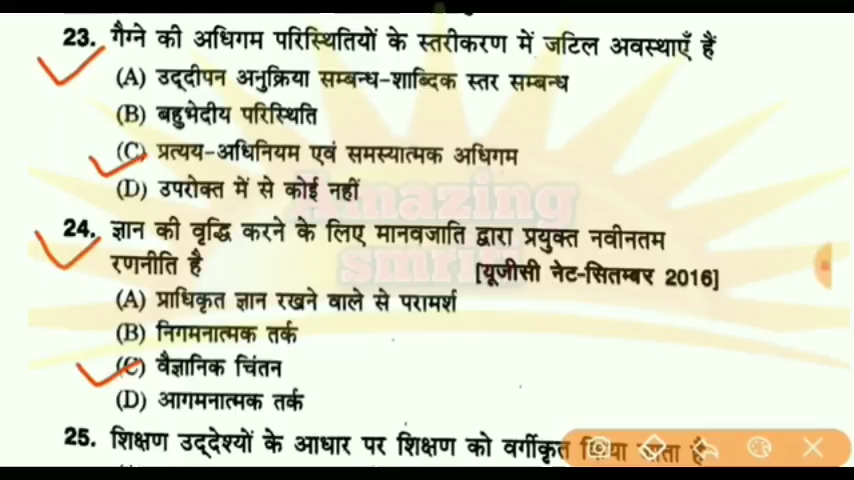 23. गैग्ने की अधिगम परिस्थितियों के स्तरीकरण में जटिल अवस्थाएँ हैं
(A) उद्दीपन अनुक्रिया सम्बन्ध-शाब्दिक स्तर सम्बन्ध
(B) बहुभेदीय परिस्थिति
(C) प्रत्यय-अधिनियम एवं समस्यात्मक अधिगम
(D) उपरोक्त में से कोई नहीं
Amazing
smriti
24. ज्ञान की वृद्धि करने के लिए मानवजाति द्वारा प्रयुक्त नवीनतम
रणनीति है [यूजीसी नेट-सितम्बर 2016]
(A) प्राधिकृत ज्ञान रखने वाले से परामर्श
(B) निगमनात्मक तर्क
(C) वैज्ञानिक चिंतन
(D) आगमनात्मक तर्क
25. शिक्षण उद्देश्यों के आधार पर शिक्षण को वर्गीकृत किया जाता है